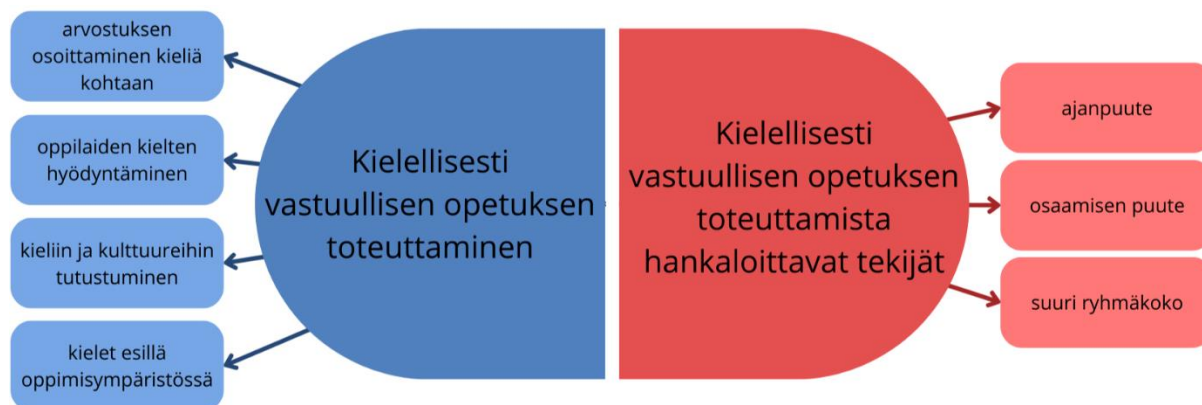 arvostuksen
osoittaminen kieliä
kohtaan
oppilaiden kielten
hyödyntäminen
kieliin ja kulttuureihin
tutustuminen
kielet esillä
oppimisympäristössä
Kielellisesti
vastuullisen opetuksen
toteuttaminen
Kielellisesti
vastuullisen opetuksen
toteuttamista
hankaloittavat tekijät
ajanpuute
osaamisen puute
suuri ryhmäkoko